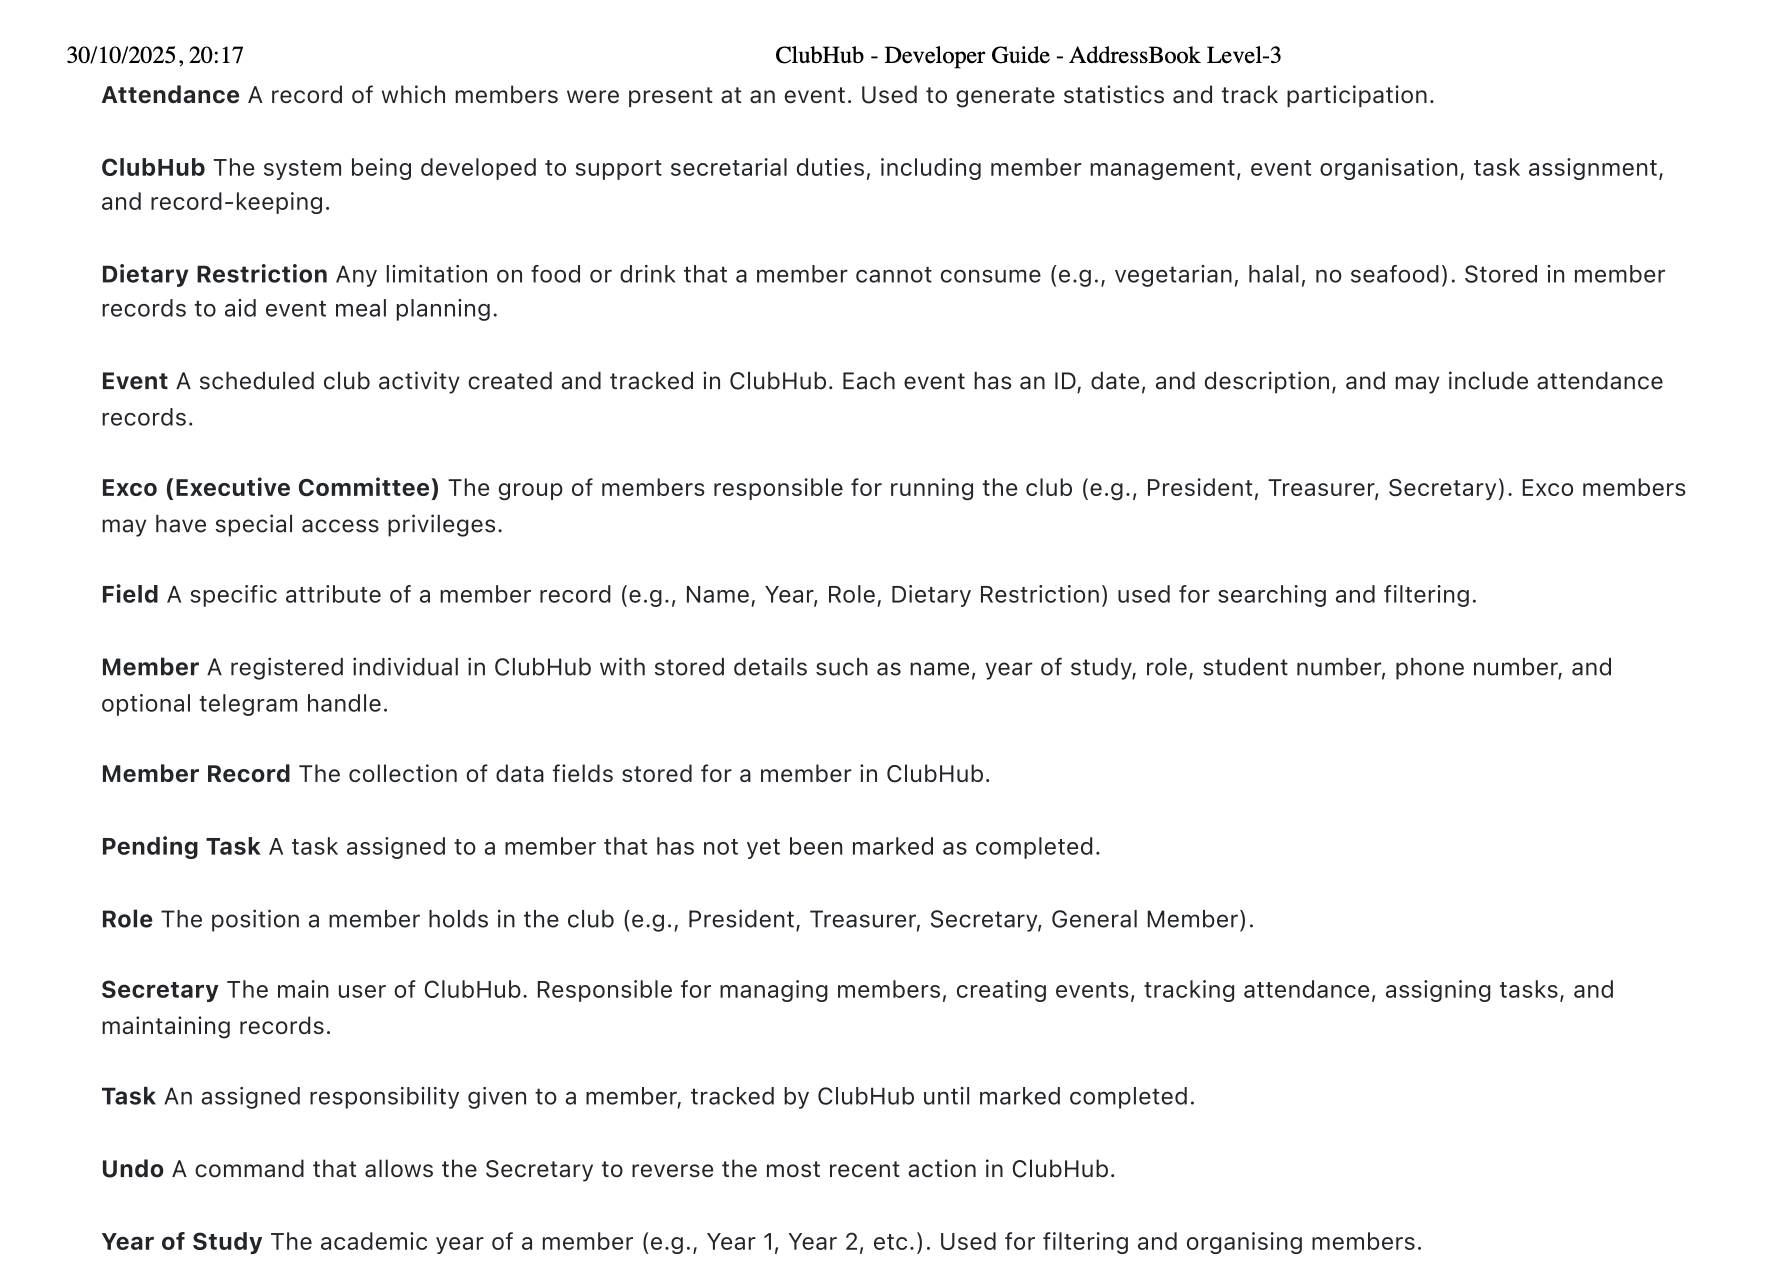 30/10/2025, 20:17 ClubHub - Developer Guide - AddressBook Level-3
Attendance A record of which members were present at an event. Used to generate statistics and track participation.
ClubHub The system being developed to support secretarial duties, including member management, event organisation, task assignment,
and record-keeping.
Dietary Restriction Any limitation on food or drink that a member cannot consume (e.g., vegetarian, halal, no seafood). Stored in member
records to aid event meal planning.
Event A scheduled club activity created and tracked in ClubHub. Each event has an ID, date, and description, and may include attendance
records.
Exco (Executive Committee) The group of members responsible for running the club (e.g., President, Treasurer, Secretary). Exco members
may have special access privileges.
Field A specific attribute of a member record (e.g., Name, Year, Role, Dietary Restriction) used for searching and filtering.
Member A registered individual in ClubHub with stored details such as name, year of study, role, student number, phone number, and
optional telegram handle.
Member Record The collection of data fields stored for a member in ClubHub.
Pending Task A task assigned to a member that has not yet been marked as completed.
Role The position a member holds in the club (e.g., President, Treasurer, Secretary, General Member).
Secretary The main user of ClubHub. Responsible for managing members, creating events, tracking attendance, assigning tasks, and
maintaining records.
Task An assigned responsibility given to a member, tracked by ClubHub until marked completed.
Undo A command that allows the Secretary to reverse the most recent action in ClubHub.
Year of Study The academic year of a member (e.g., Year 1, Year 2, etc.). Used for filtering and organising members.